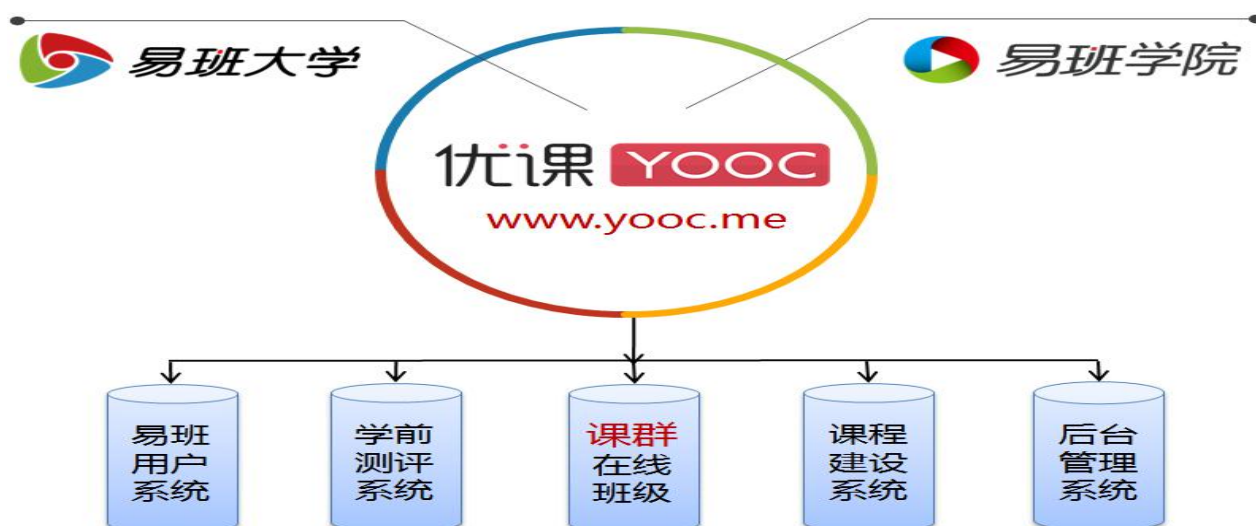 易班大学
易班学院
优课 YOOC
www.yooc.me
易班
用户
系统
学前
测评
系统
课群
在线
班级
课程
建设
系统
后台
管理
系统